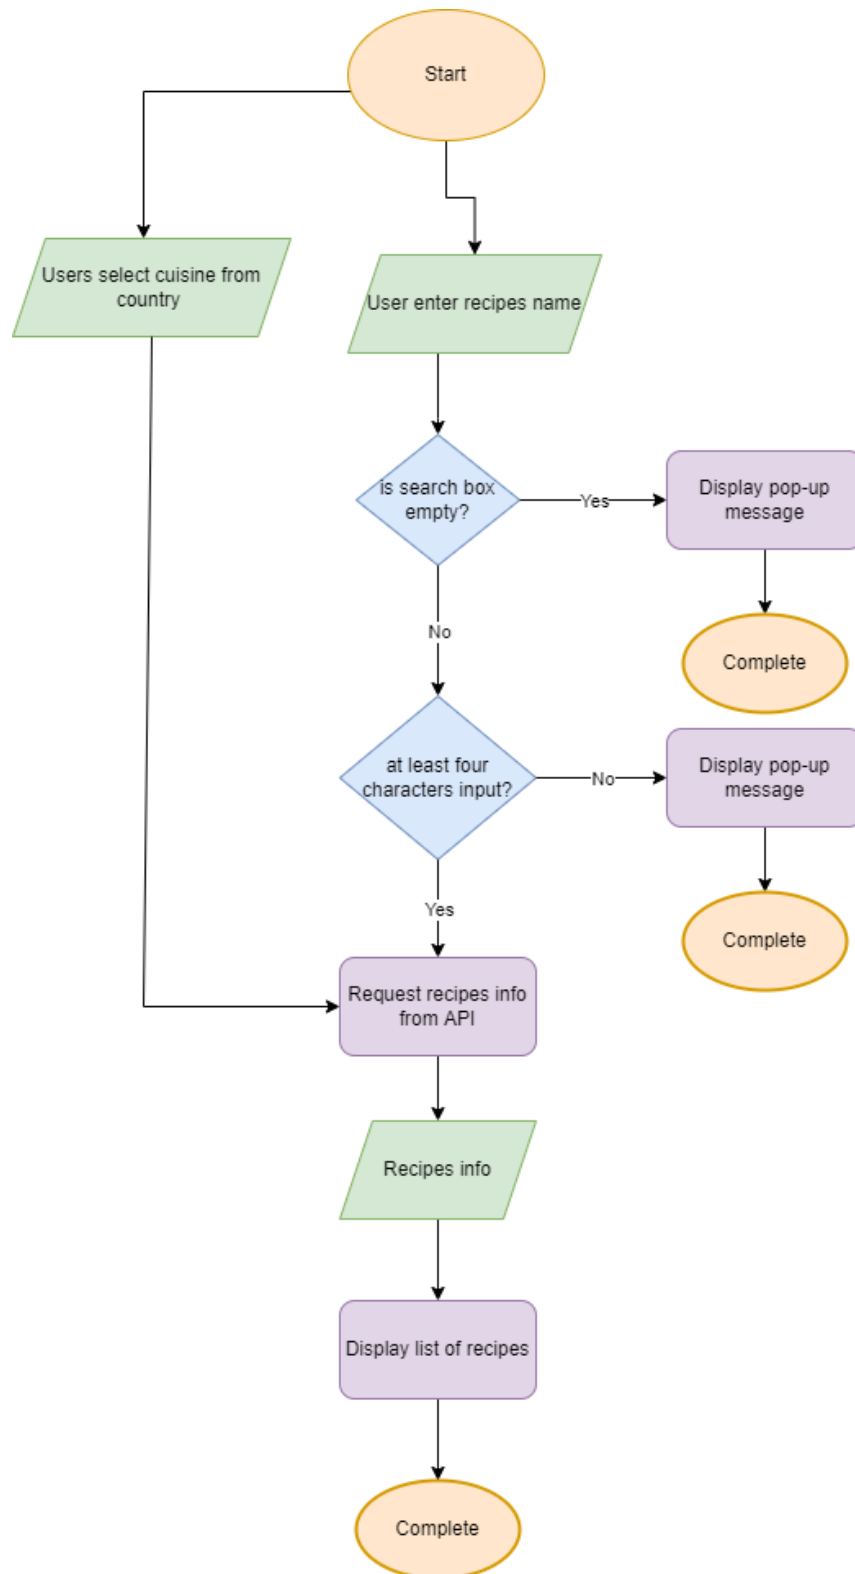 Start
Users select cuisine from
country
User enter recipes name
is search box
empty?
Yes
Display pop-up
message
No
Complete
at least four
characters input?
No
Display pop-up
message
Yes
Complete
Request recipes info
from API
Recipes info
Display list of recipes
Complete